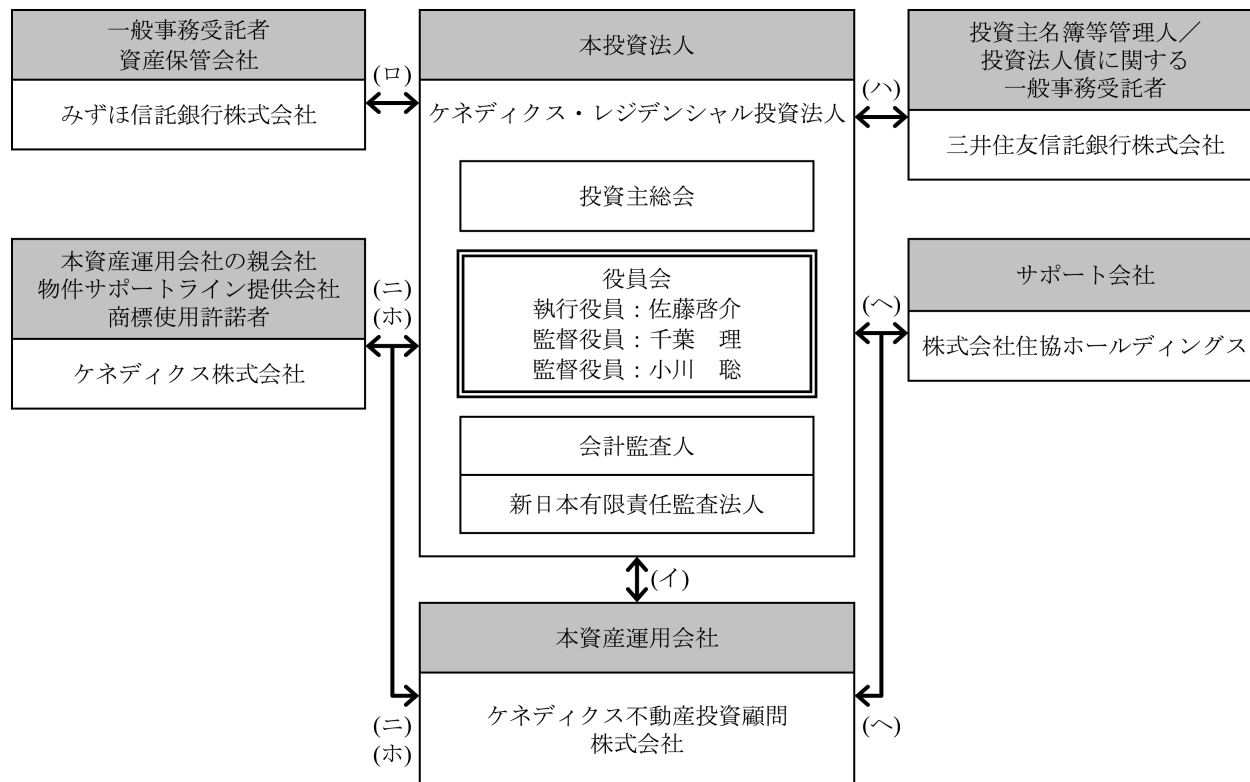 一般事務受託者
資産保管会社
みずほ信託銀行株式会社
(ロ)
本投資法人
ケネディクス・レジデンシャル投資法人
(ハ)
投資主名簿等管理人／
投資法人債に関する
一般事務受託者
三井住友信託銀行株式会社
投資主総会
本資産運用会社の親会社
物件サポートライン提供会社
商標使用許諾者
ケネディクス株式会社
(ニ)
(ホ)
役員会
執行役員：佐藤啓介
監督役員：千葉　理
監督役員：小川　聡
(ヘ)
サポート会社
株式会社住協ホールディングス
会計監査人
新日本有限責任監査法人
(イ)
本資産運用会社
ケネディクス不動産投資顧問
株式会社
(ニ)
(ホ)
(ヘ)